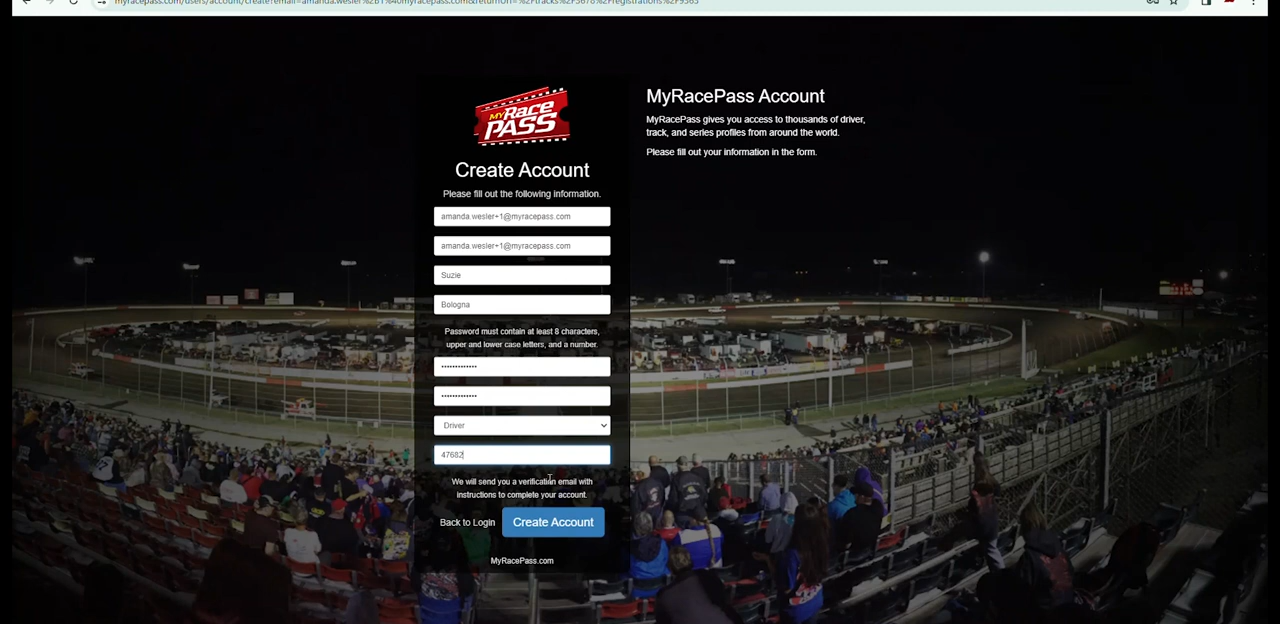 MyRacePass Account
MyRacePass gives you access to thousands of driver,
track, and series profiles from around the world.
Please fill out your information in the form.
MY Race
PASS
Create Account
Please fill out the following information.
amanda.wesler+1@myracepass.com
amanda.wesler+1@myracepass.com
Suzie
Bologna
Password must contain at least 8 characters,
upper and lower case letters, and a number.
•••••••••••••
•••••••••••••
Driver
47682
We will send you a verification email with
instructions to complete your account.
Back to Login Create Account
MyRacePass.com